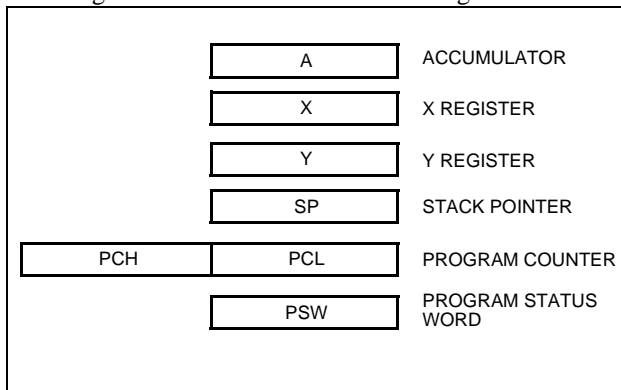 A ACCUMULATOR
X X REGISTER
Y Y REGISTER
SP STACK POINTER
PCH PCL PROGRAM COUNTER
PSW PROGRAM STATUS
WORD